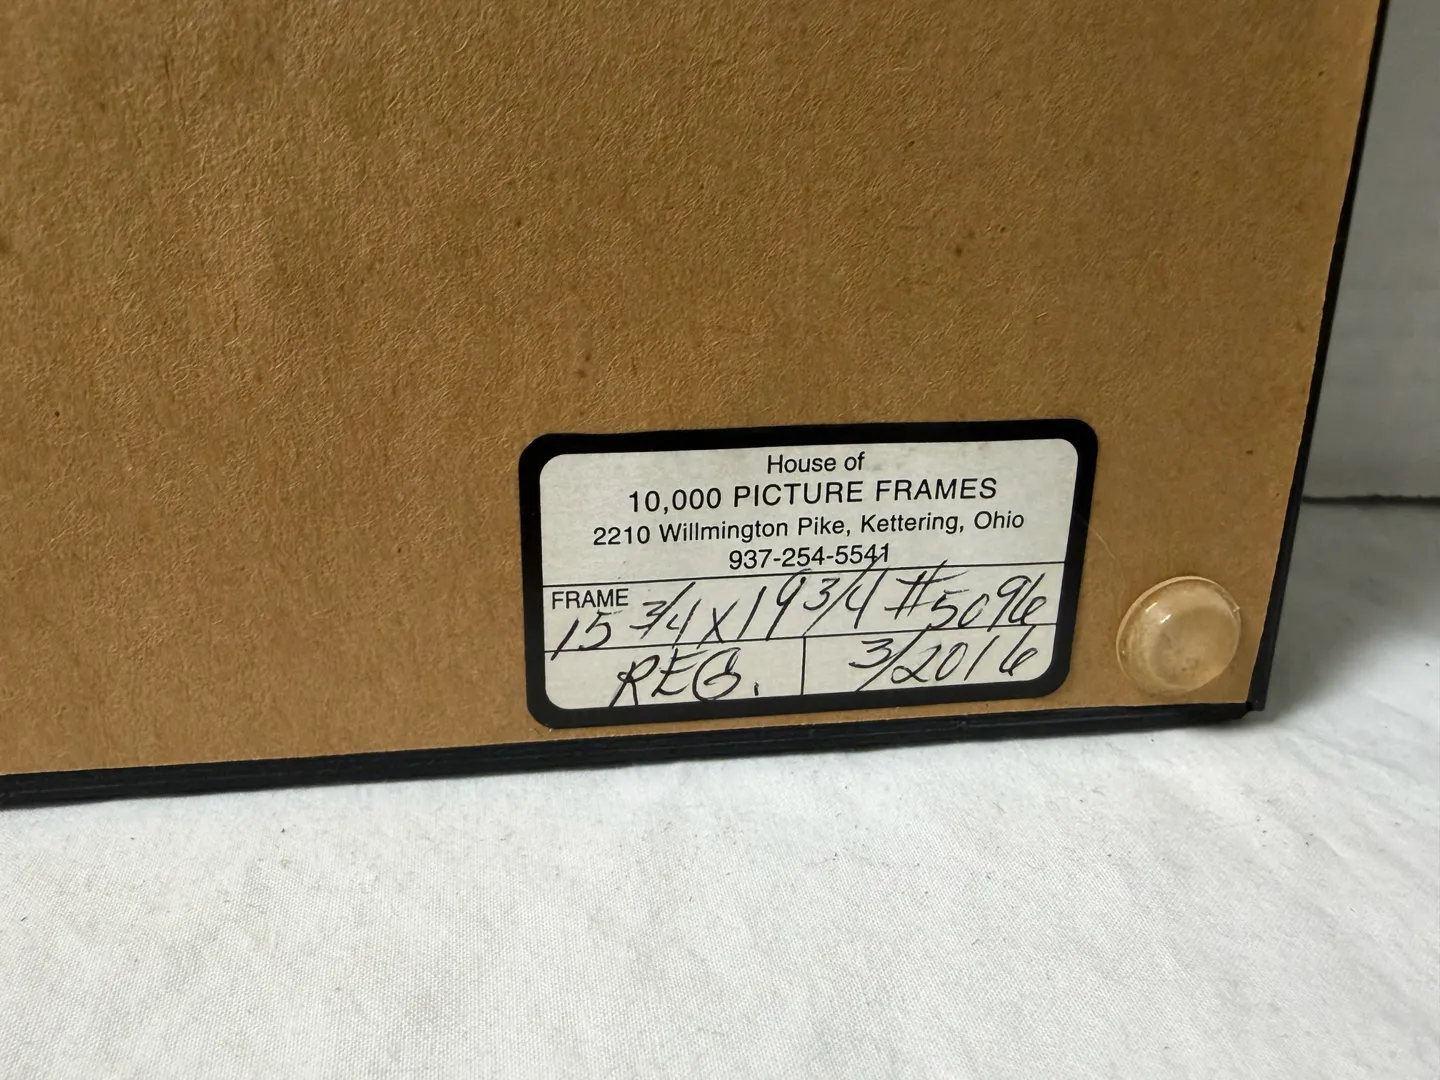 House of
10,000 PICTURE FRAMES
2210 Willmington Pike, Kettering, Ohio
937-254-5541
FRAME 15 3/4 X 19 3/4 #5096
REG. 3/2016